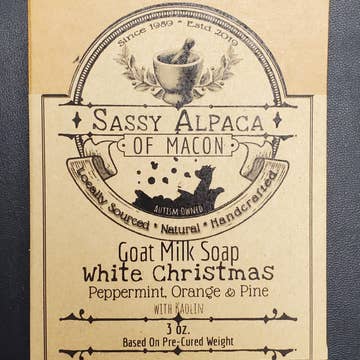 Since 1989 * Estd 2019
SASSY ALPACA
OF MACON
AUTISM OWNED
Locally Sourced * Natural * Handcrafted
Goat Milk Soap
White Christmas
Peppermint, Orange & Pine
WITH KAOLIN
3 oz.
Based On Pre-Cured Weight